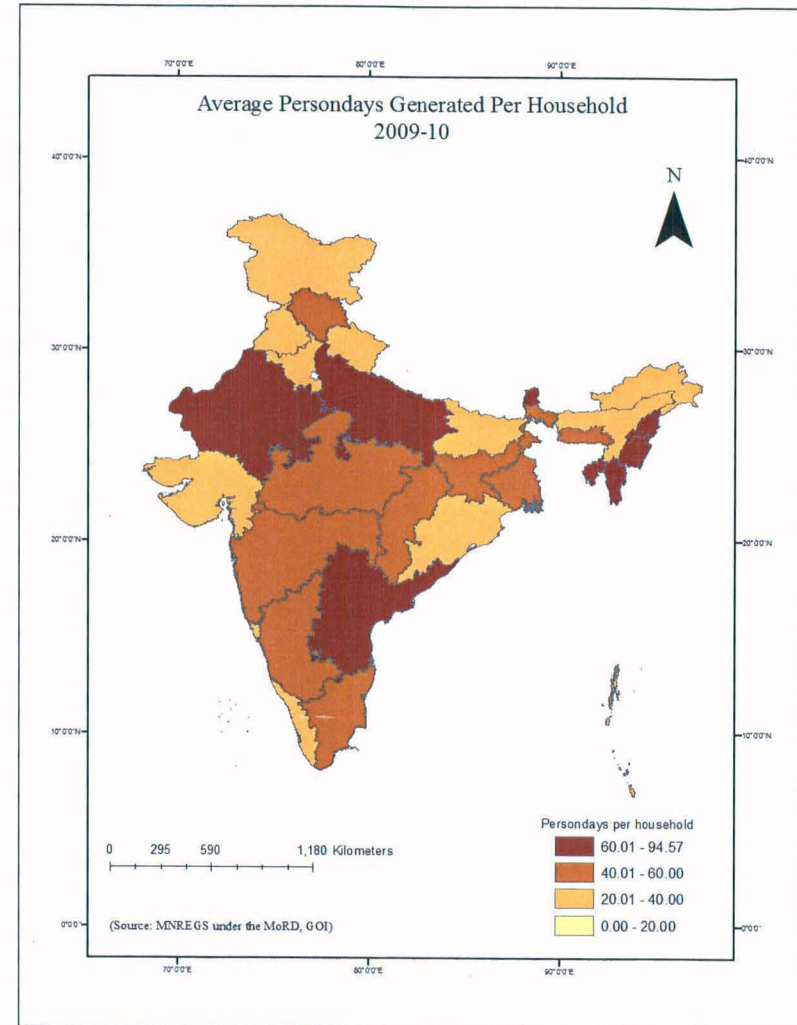 70°0'0"E 80°0'0"E 90°0'0"E
Average Persondays Generated Per Household
2009-10
40°0'0"N 40°0'0"N
N
30°0'0"N 30°0'0"N
20°0'0"N 20°0'0"N
10°0'0"N 10°0'0"N
Persondays per household
60.01 - 94.57
40.01 - 60.00
20.01 - 40.00
0.00 - 20.00
0 295 590 1,180 Kilometers
(Source: MNREGS under the MoRD, GOI)
0°0'0" 0°0'0"
70°0'0"E 80°0'0"E 90°0'0"E